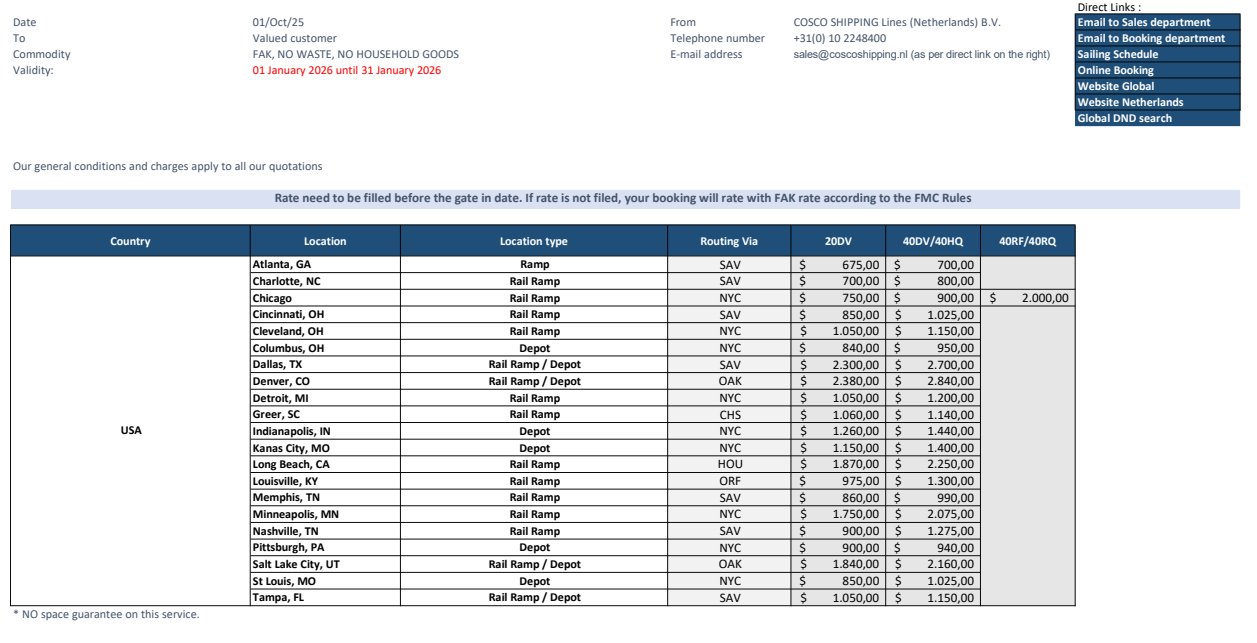 Direct Links :
Date 01/Oct/25 From COSCO SHIPPING Lines (Netherlands) B.V. Email to Sales department
To Valued customer Telephone number +31(0) 10 2248400 Email to Booking department
Commodity FAK, NO WASTE, NO HOUSEHOLD GOODS E-mail address sales@coscoshipping.nl (as per direct link on the right) Sailing Schedule
Validity: 01 January 2026 until 31 January 2026 Online Booking
Website Global
Website Netherlands
Global DND search
Our general conditions and charges apply to all our quotations
Rate need to be filled before the gate in date. If rate is not filed, your booking will rate with FAK rate according to the FMC Rules
Country Location Location type Routing Via 20DV 40DV/40HQ 40RF/40RQ
Atlanta, GA Ramp SAV $ 675,00 $ 700,00
Charlotte, NC Rail Ramp SAV $ 700,00 $ 800,00
Chicago Rail Ramp NYC $ 750,00 $ 900,00 $ 2.000,00
Cincinnati, OH Rail Ramp SAV $ 850,00 $ 1.025,00
Cleveland, OH Rail Ramp NYC $ 1.050,00 $ 1.150,00
Columbus, OH Depot NYC $ 840,00 $ 950,00
Dallas, TX Rail Ramp / Depot SAV $ 2.300,00 $ 2.700,00
Denver, CO Rail Ramp / Depot OAK $ 2.380,00 $ 2.840,00
Detroit, MI Rail Ramp NYC $ 1.050,00 $ 1.200,00
Greer, SC Rail Ramp CHS $ 1.060,00 $ 1.140,00
USA Indianapolis, IN Depot NYC $ 1.260,00 $ 1.440,00
Kanas City, MO Depot NYC $ 1.150,00 $ 1.400,00
Long Beach, CA Rail Ramp HOU $ 1.870,00 $ 2.250,00
Louisville, KY Rail Ramp ORF $ 975,00 $ 1.300,00
Memphis, TN Rail Ramp SAV $ 860,00 $ 990,00
Minneapolis, MN Rail Ramp NYC $ 1.750,00 $ 2.075,00
Nashville, TN Rail Ramp SAV $ 900,00 $ 1.275,00
Pittsburgh, PA Depot NYC $ 900,00 $ 940,00
Salt Lake City, UT Rail Ramp / Depot OAK $ 1.840,00 $ 2.160,00
St Louis, MO Depot NYC $ 850,00 $ 1.025,00
Tampa, FL Rail Ramp / Depot SAV $ 1.050,00 $ 1.150,00
* NO space guarantee on this service.